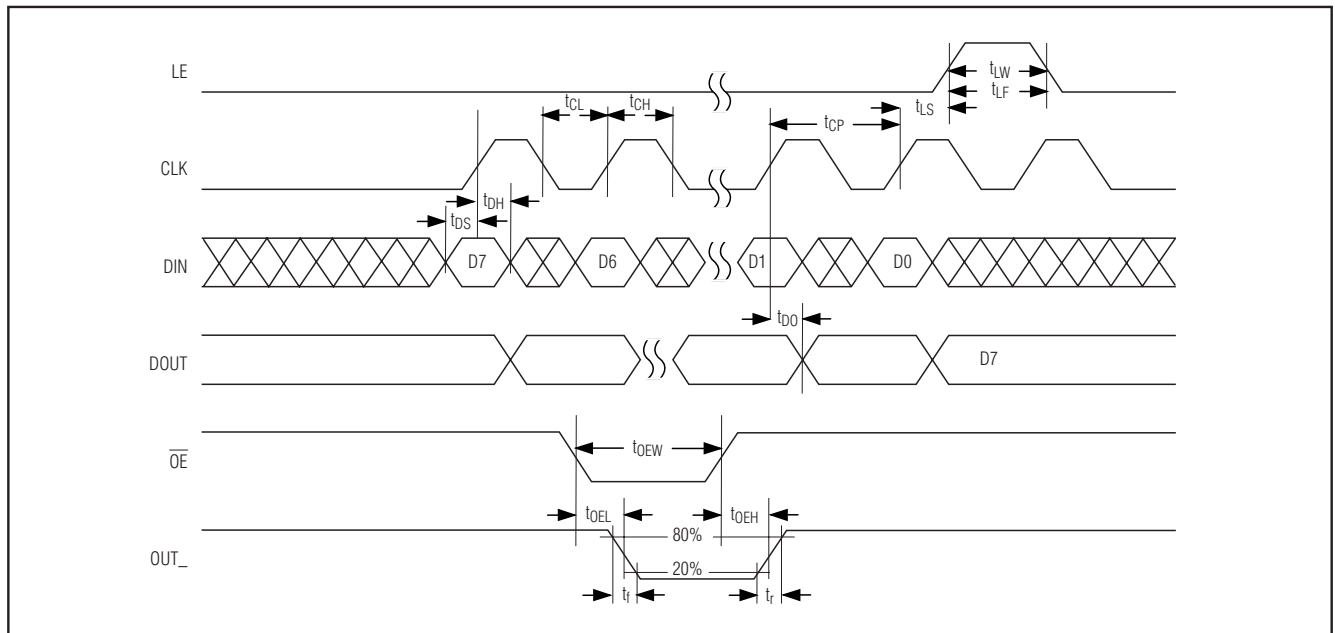 LE
tLW
tLF
tLS
tCL
tCH
tCP
CLK
tDH
tDS
DIN
D7
D6
D1
D0
tDO
DOUT
D7
OE
tOEW
tOEL
tOEH
80%
OUT_
20%
tf
tr